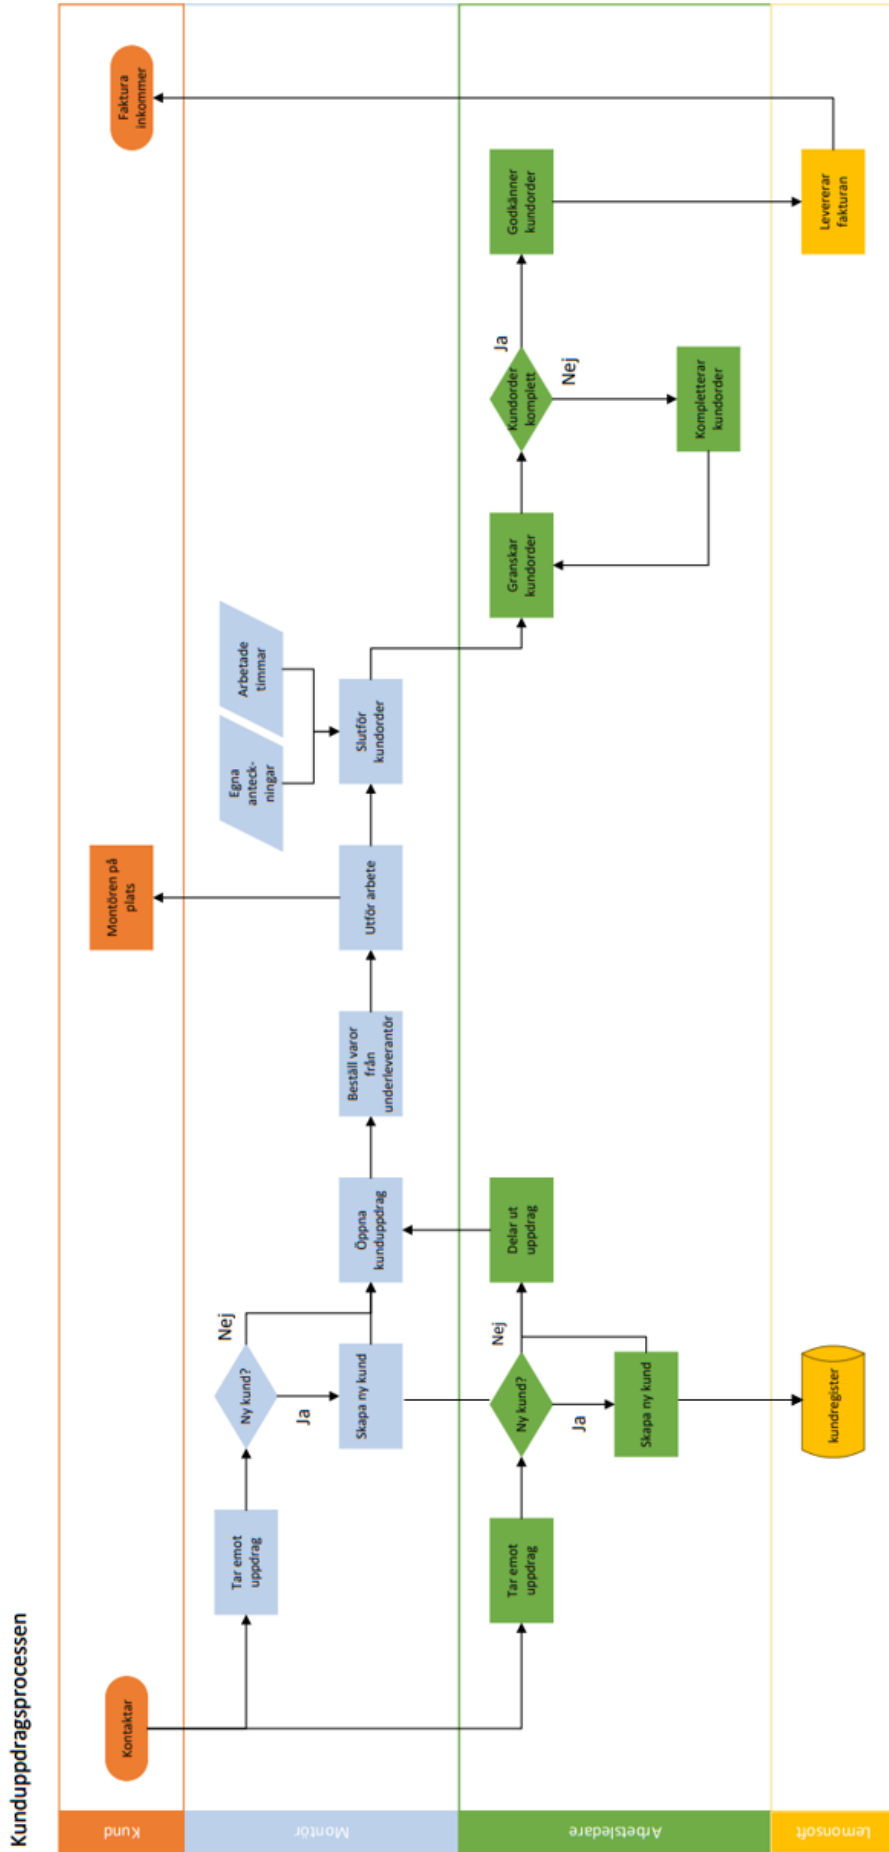 Kunduppdragsprocessen
Kund
Kontaktar
Montören på
plats
Faktura
inkommer
Montör
Tar emot
uppdrag
Ny kund?
Nej
Ja
Skapa ny kund
Öppna
kunduppdrag
Beställ varor
från
underleverantör
Utför arbete
Egna
anteck-
ningar
Arbetade
timmar
Slutför
kundorder
Arbetsledare
Tar emot
uppdrag
Ny kund?
Nej
Ja
Skapa ny kund
Delar ut
uppdrag
Granskar
kundorder
Kundorder
komplett
Ja
Nej
Kompletterar
kundorder
Godkänner
kundorder
Lemonsoft
kundregister
Levererar
fakturan